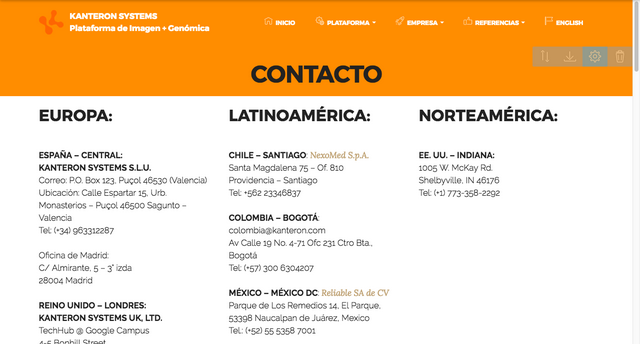 KANTERON SYSTEMS
Plataforma de Imagen + Genómica
INICIO
PLATAFORMA
EMPRESA
REFERENCIAS
ENGLISH
CONTACTO
EUROPA:
ESPAÑA – CENTRAL:
KANTERON SYSTEMS S.L.U.
Correo: P.O. Box 123, Puçol 46530 (Valencia)
Ubicación: Calle Espartar 15, Urb.
Monasterios – Puçol 46500 Sagunto –
Valencia
Tel: (+34) 963312287
Oficina de Madrid:
C/ Almirante, 5 – 3° izda
28004 Madrid
REINO UNIDO – LONDRES:
KANTERON SYSTEMS UK, LTD.
TechHub @ Google Campus
4-5 Bonhill Street
LATINOAMÉRICA:
CHILE – SANTIAGO: NexoMed S.p.A.
Santa Magdalena 75 – Of. 810
Providencia – Santiago
Tel: +562 23346837
COLOMBIA – BOGOTÁ:
colombia@kanteron.com
Av Calle 19 No. 4-71 Ofc 231 Ctro Bta.,
Bogotá
Tel: (+57) 300 6304207
MÉXICO – MÉXICO DC: Reliable SA de CV
Parque de Los Remedios 14, El Parque,
53398 Naucalpan de Juárez, Mexico
Tel.: (+52) 55 5358 7001
NORTEAMÉRICA:
EE. UU. – INDIANA:
1005 W. McKay Rd.
Shelbyville, IN 46176
Tel: (+1) 773-358-2292